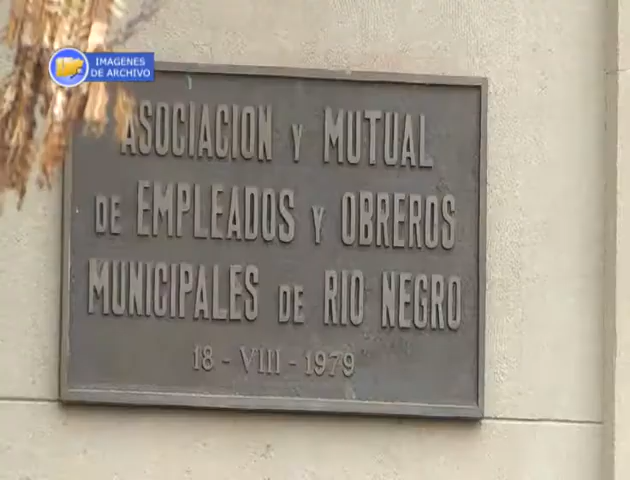 IMAGENES
DE ARCHIVO
ASOCIACION Y MUTUAL
DE EMPLEADOS Y OBREROS
MUNICIPALES DE RIO NEGRO
18 - VIII - 1979